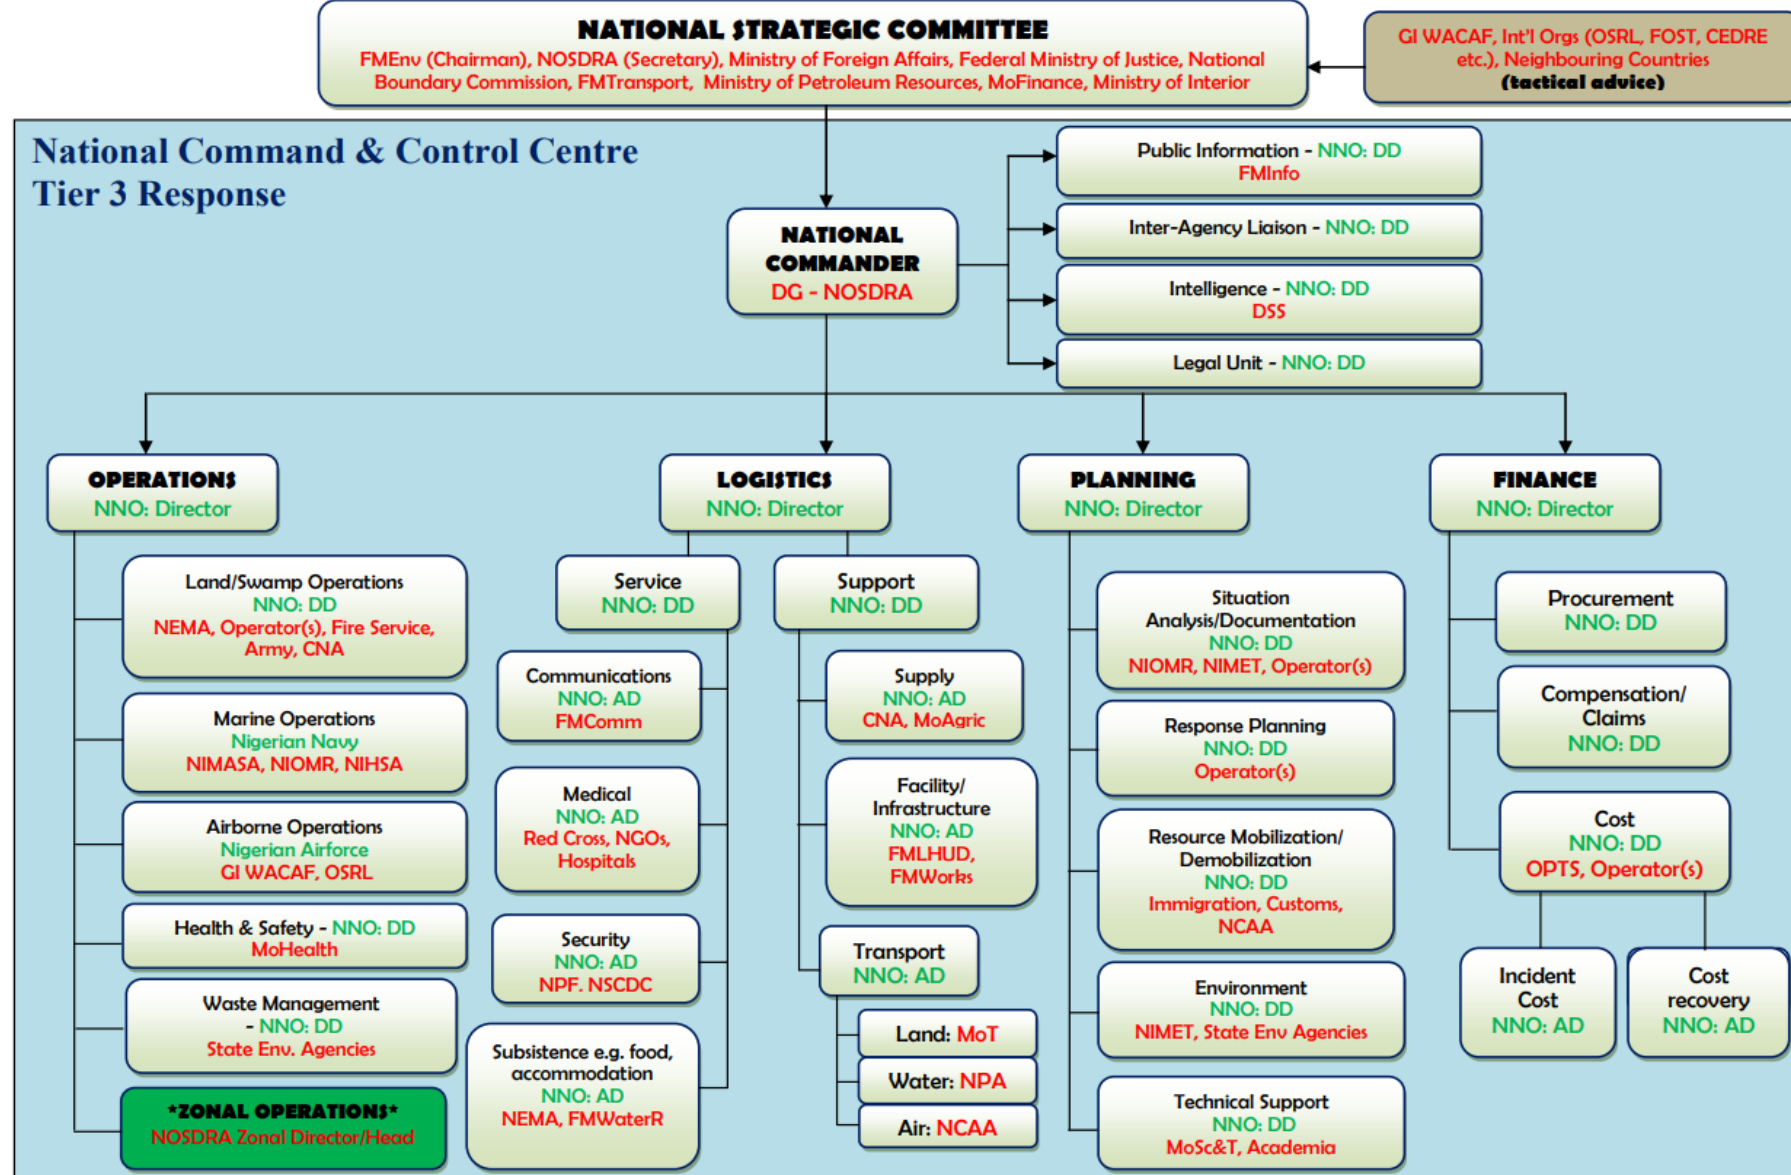 NATIONAL STRATEGIC COMMITTEE
FMEnv (Chairman), NOSDRA (Secretary), Ministry of Foreign Affairs, Federal Ministry of Justice, National
Boundary Commission, FMTransport, Ministry of Petroleum Resources, MoFinance, Ministry of Interior
GI WACAF, Int'l Orgs (OSRL, FOST, CEDRE
etc.), Neighbouring Countries
(tactical advice)
National Command & Control Centre
Tier 3 Response
NATIONAL
COMMANDER
DG - NOSDRA
Public Information - NNO: DD
FMInfo
Inter-Agency Liaison - NNO: DD
Intelligence - NNO: DD
DSS
Legal Unit - NNO: DD
OPERATIONS
NNO: Director
Land/Swamp Operations
NNO: DD
NEMA, Operator(s), Fire Service,
Army, CNA
Marine Operations
Nigerian Navy
NIMASA, NIOMR, NIHSA
Airborne Operations
Nigerian Airforce
GI WACAF, OSRL
Health & Safety - NNO: DD
MoHealth
Waste Management
- NNO: DD
State Env. Agencies
*ZONAL OPERATIONS*
NOSDRA Zonal Director/Head
LOGISTICS
NNO: Director
Service
NNO: DD
Communications
NNO: AD
FMComm
Medical
NNO: AD
Red Cross, NGOs,
Hospitals
Security
NNO: AD
NPF. NSCDC
Subsistence e.g. food,
accommodation
NNO: AD
NEMA, FMWaterR
Support
NNO: DD
Supply
NNO: AD
CNA, MoAgric
Facility/
Infrastructure
NNO: AD
FMLHUD,
FMWorks
Transport
NNO: AD
Land: MoT
Water: NPA
Air: NCAA
PLANNING
NNO: Director
Situation
Analysis/Documentation
NNO: DD
NIOMR, NIMET, Operator(s)
Response Planning
NNO: DD
Operator(s)
Resource Mobilization/
Demobilization
NNO: DD
Immigration, Customs,
NCAA
Environment
NNO: DD
NIMET, State Env Agencies
Technical Support
NNO: DD
MoSc&T, Academia
FINANCE
NNO: Director
Procurement
NNO: DD
Compensation/
Claims
NNO: DD
Cost
NNO: DD
OPTS, Operator(s)
Incident
Cost
NNO: AD
Cost
recovery
NNO: AD